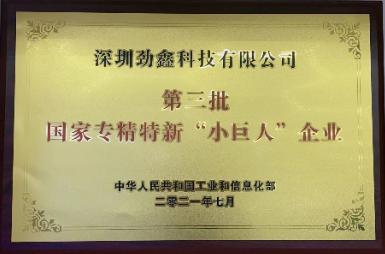 深圳劲鑫科技有限公司
第三批
国家专精特新“小巨人”企业
中华人民共和国工业和信息化部
二〇二一年七月